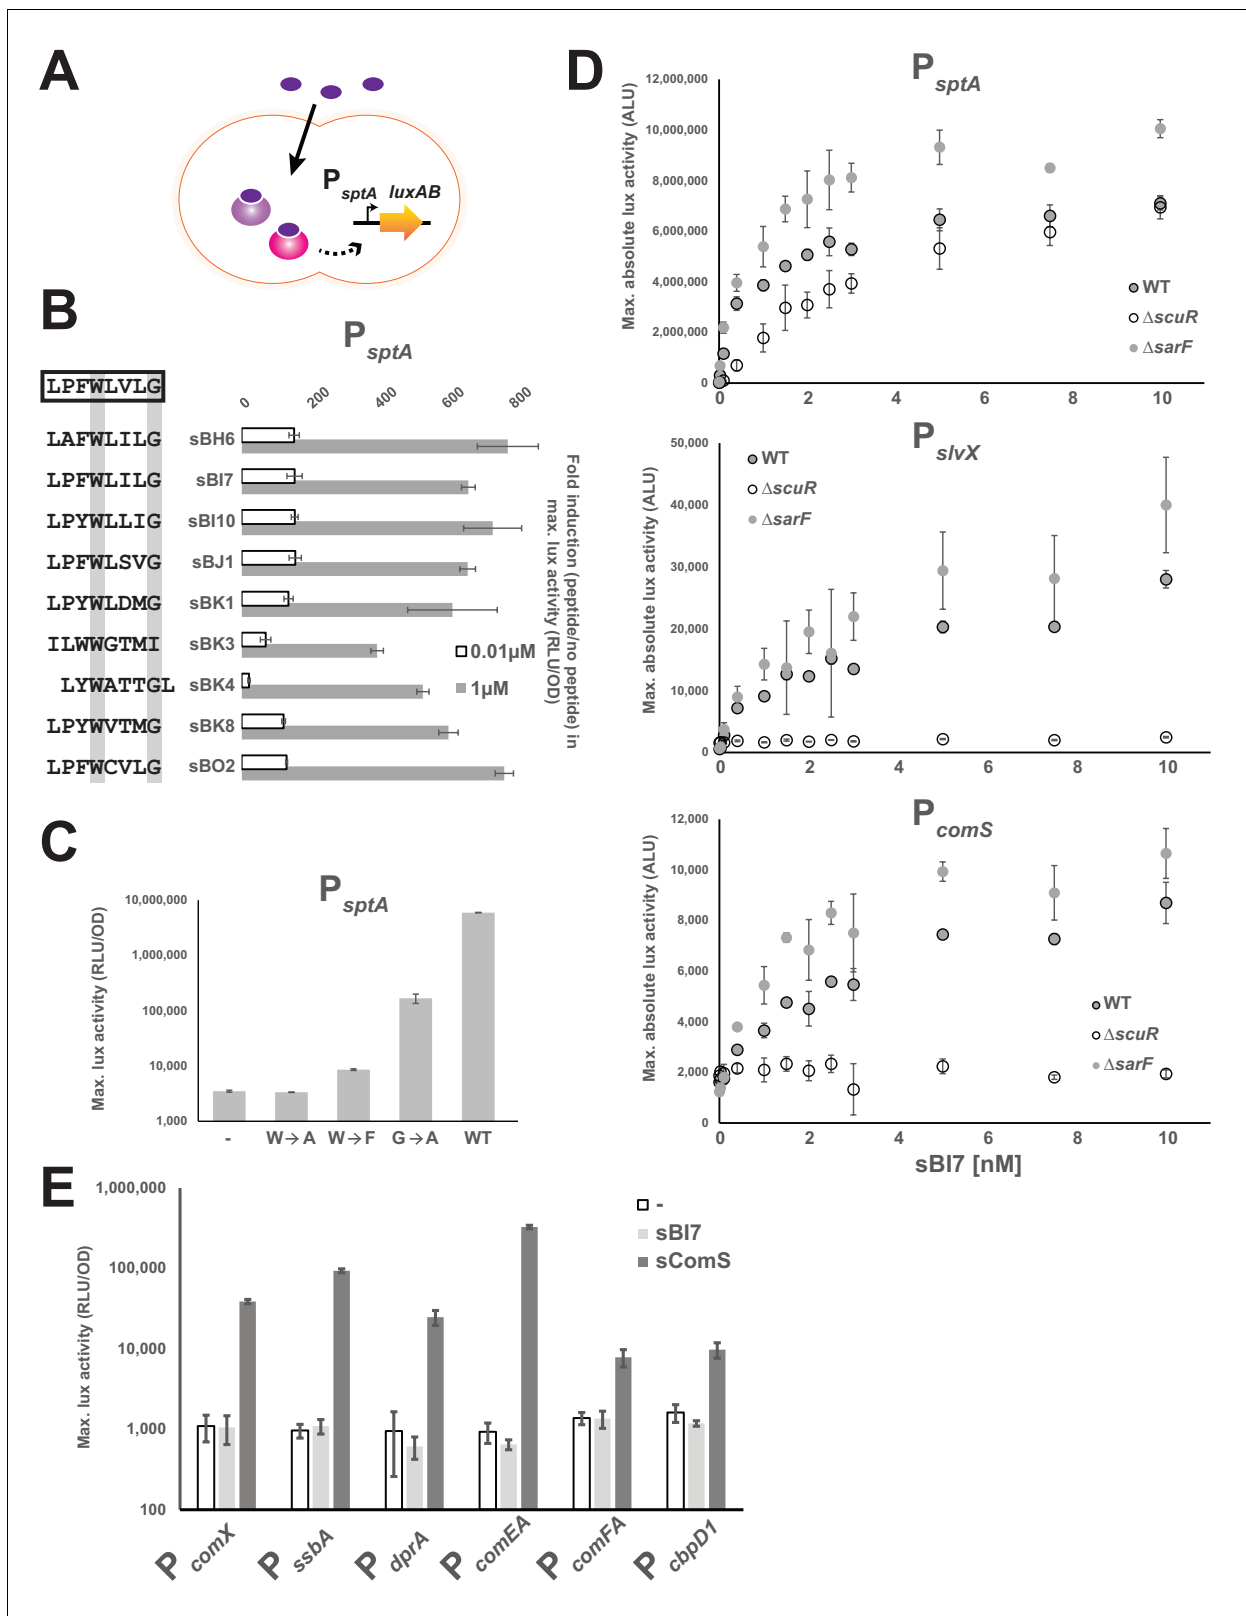 A
P sptA luxAB
B
P sptA
LPFWLVLG
0 200 400 600 800
LAFWLILG sBH6
LPFWLILG sBI7
LPYWLLIG sBI10
LPFWLSVG sBJ1
LPYWLDMG sBK1
ILWWGTMI sBK3
LYWATTGL sBK4
LPYWVTMG sBK8
LPFWCVLG sBO2
0.01µM
1µM
Fold induction (peptide/no peptide) in
max. lux activity (RLU/OD)
C
P sptA
Max. lux activity (RLU/OD)
10,000,000
1,000,000
100,000
10,000
1,000
- W→A W→F G→A WT
D
P sptA
Max. absolute lux activity (ALU)
12,000,000
10,000,000
8,000,000
6,000,000
4,000,000
2,000,000
0
WT
ΔscuR
ΔsarF
0 2 4 6 8 10
P slvX
Max. absolute lux activity (ALU)
50,000
40,000
30,000
20,000
10,000
0
WT
ΔscuR
ΔsarF
0 2 4 6 8 10
P comS
Max. absolute lux activity (ALU)
12,000
10,000
8,000
6,000
4,000
2,000
0
WT
ΔscuR
ΔsarF
0 2 4 6 8 10
sBI7 [nM]
E
Max. lux activity (RLU/OD)
1,000,000
100,000
10,000
1,000
100
-
sBI7
sComS
P comX P ssbA P dprA P comEA P comFA P cbpD1